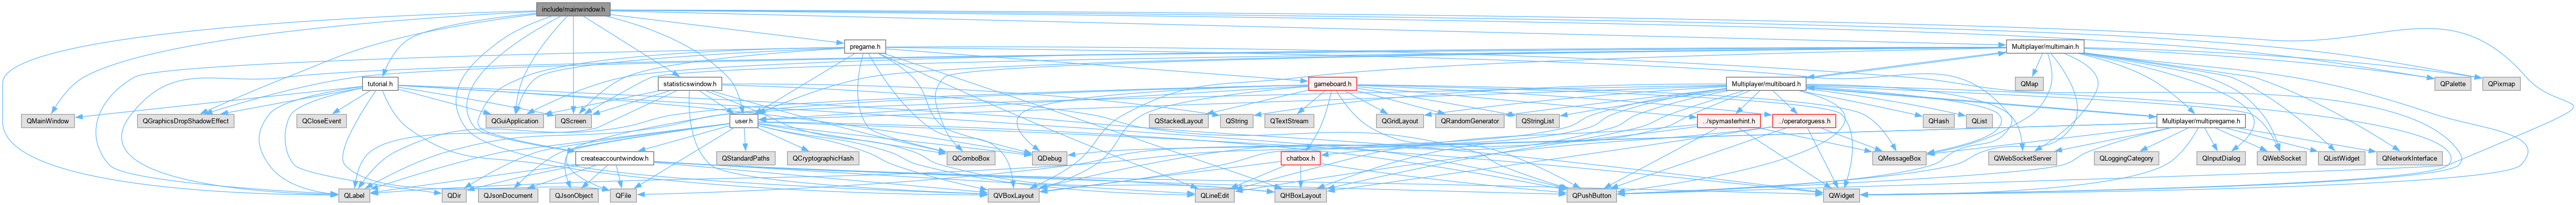 include/mainwindow.h
pregame.h
Multiplayer/multimain.h
tutorial.h
statisticswindow.h
gameboard.h
Multiplayer/multiboard.h
QMap
QPalette
QPixmap
QMainWindow
QGraphicsDropShadowEffect
QCloseEvent
QGuiApplication
QScreen
user.h
QStackedLayout
QString
QTextStream
QGridLayout
QRandomGenerator
QStringList
../spymasterhint.h
../operatorguess.h
QHash
QList
Multiplayer/multipregame.h
createaccountwindow.h
QStandardPaths
QCryptographicHash
QComboBox
QDebug
chatbox.h
QMessageBox
QWebSocketServer
QLoggingCategory
QInputDialog
QWebSocket
QListWidget
QNetworkInterface
QLabel
QDir
QJsonDocument
QJsonObject
QFile
QVBoxLayout
QLineEdit
QHBoxLayout
QPushButton
QWidget